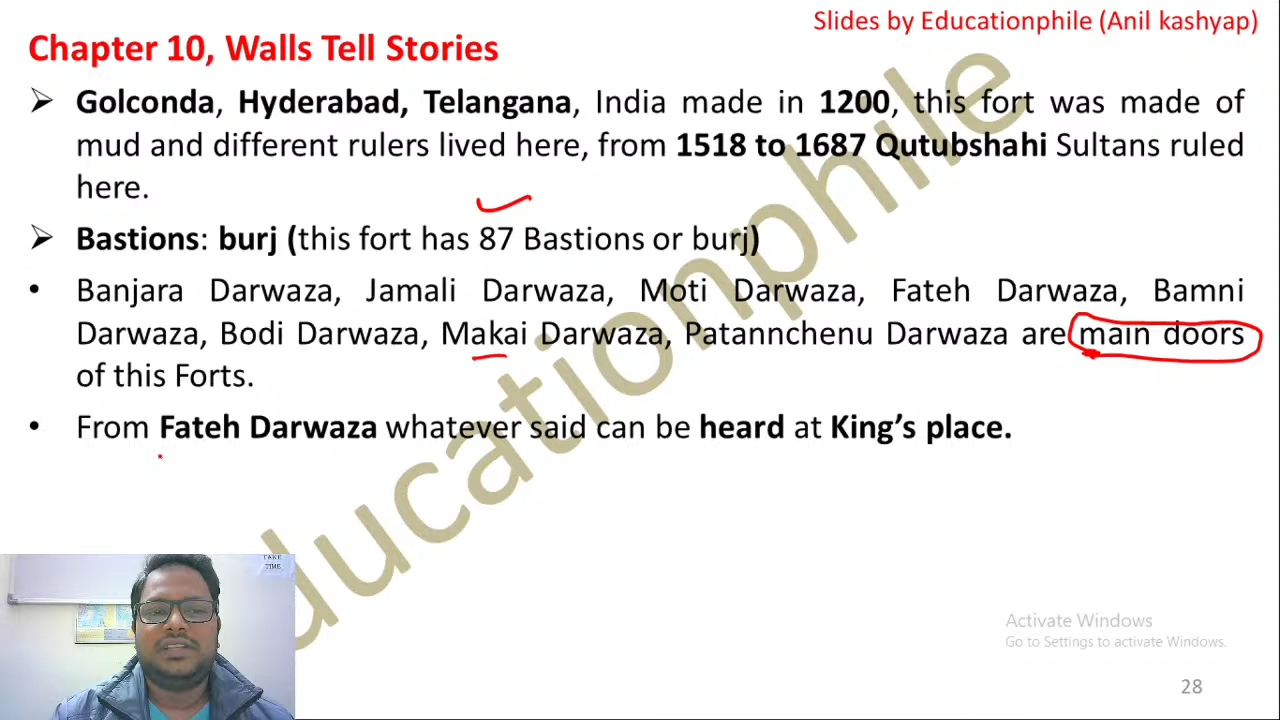 Slides by Educationphile (Anil kashyap)
Chapter 10, Walls Tell Stories
➢ Golconda, Hyderabad, Telangana, India made in 1200, this fort was made of
mud and different rulers lived here, from 1518 to 1687 Qutubshahi Sultans ruled
here.
➢ Bastions: burj (this fort has 87 Bastions or burj)
• Banjara Darwaza, Jamali Darwaza, Moti Darwaza, Fateh Darwaza, Bamni
Darwaza, Bodi Darwaza, Makai Darwaza, Patannchenu Darwaza are main doors
of this Forts.
• From Fateh Darwaza whatever said can be heard at King's place.
Educationphile
TAKE
TIME
Activate Windows
Go to Settings to activate Windows.
28